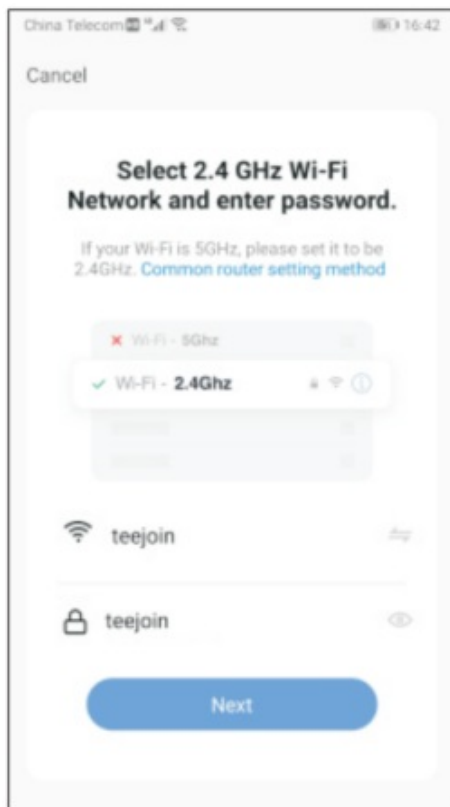 China Telecom 16:42
Cancel
Select 2.4 GHz Wi-Fi
Network and enter password.
If your Wi-Fi is 5GHz, please set it to be
2.4GHz. Common router setting method
Wi-Fi - 5Ghz
Wi-Fi - 2.4Ghz
teejoin
teejoin
Next